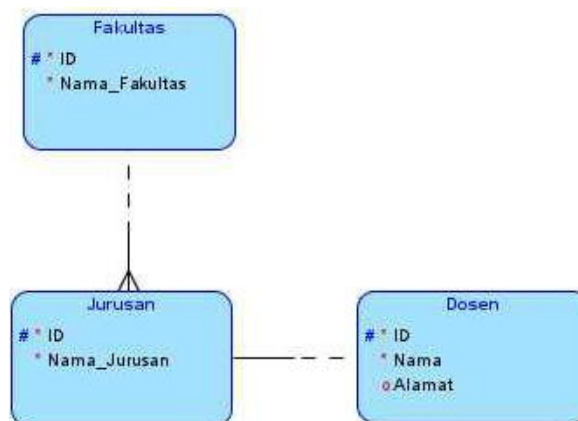 Fakultas
# * ID
* Nama_Fakultas
Jurusan
# * ID
* Nama_Jurusan
Dosen
# * ID
* Nama
o Alamat